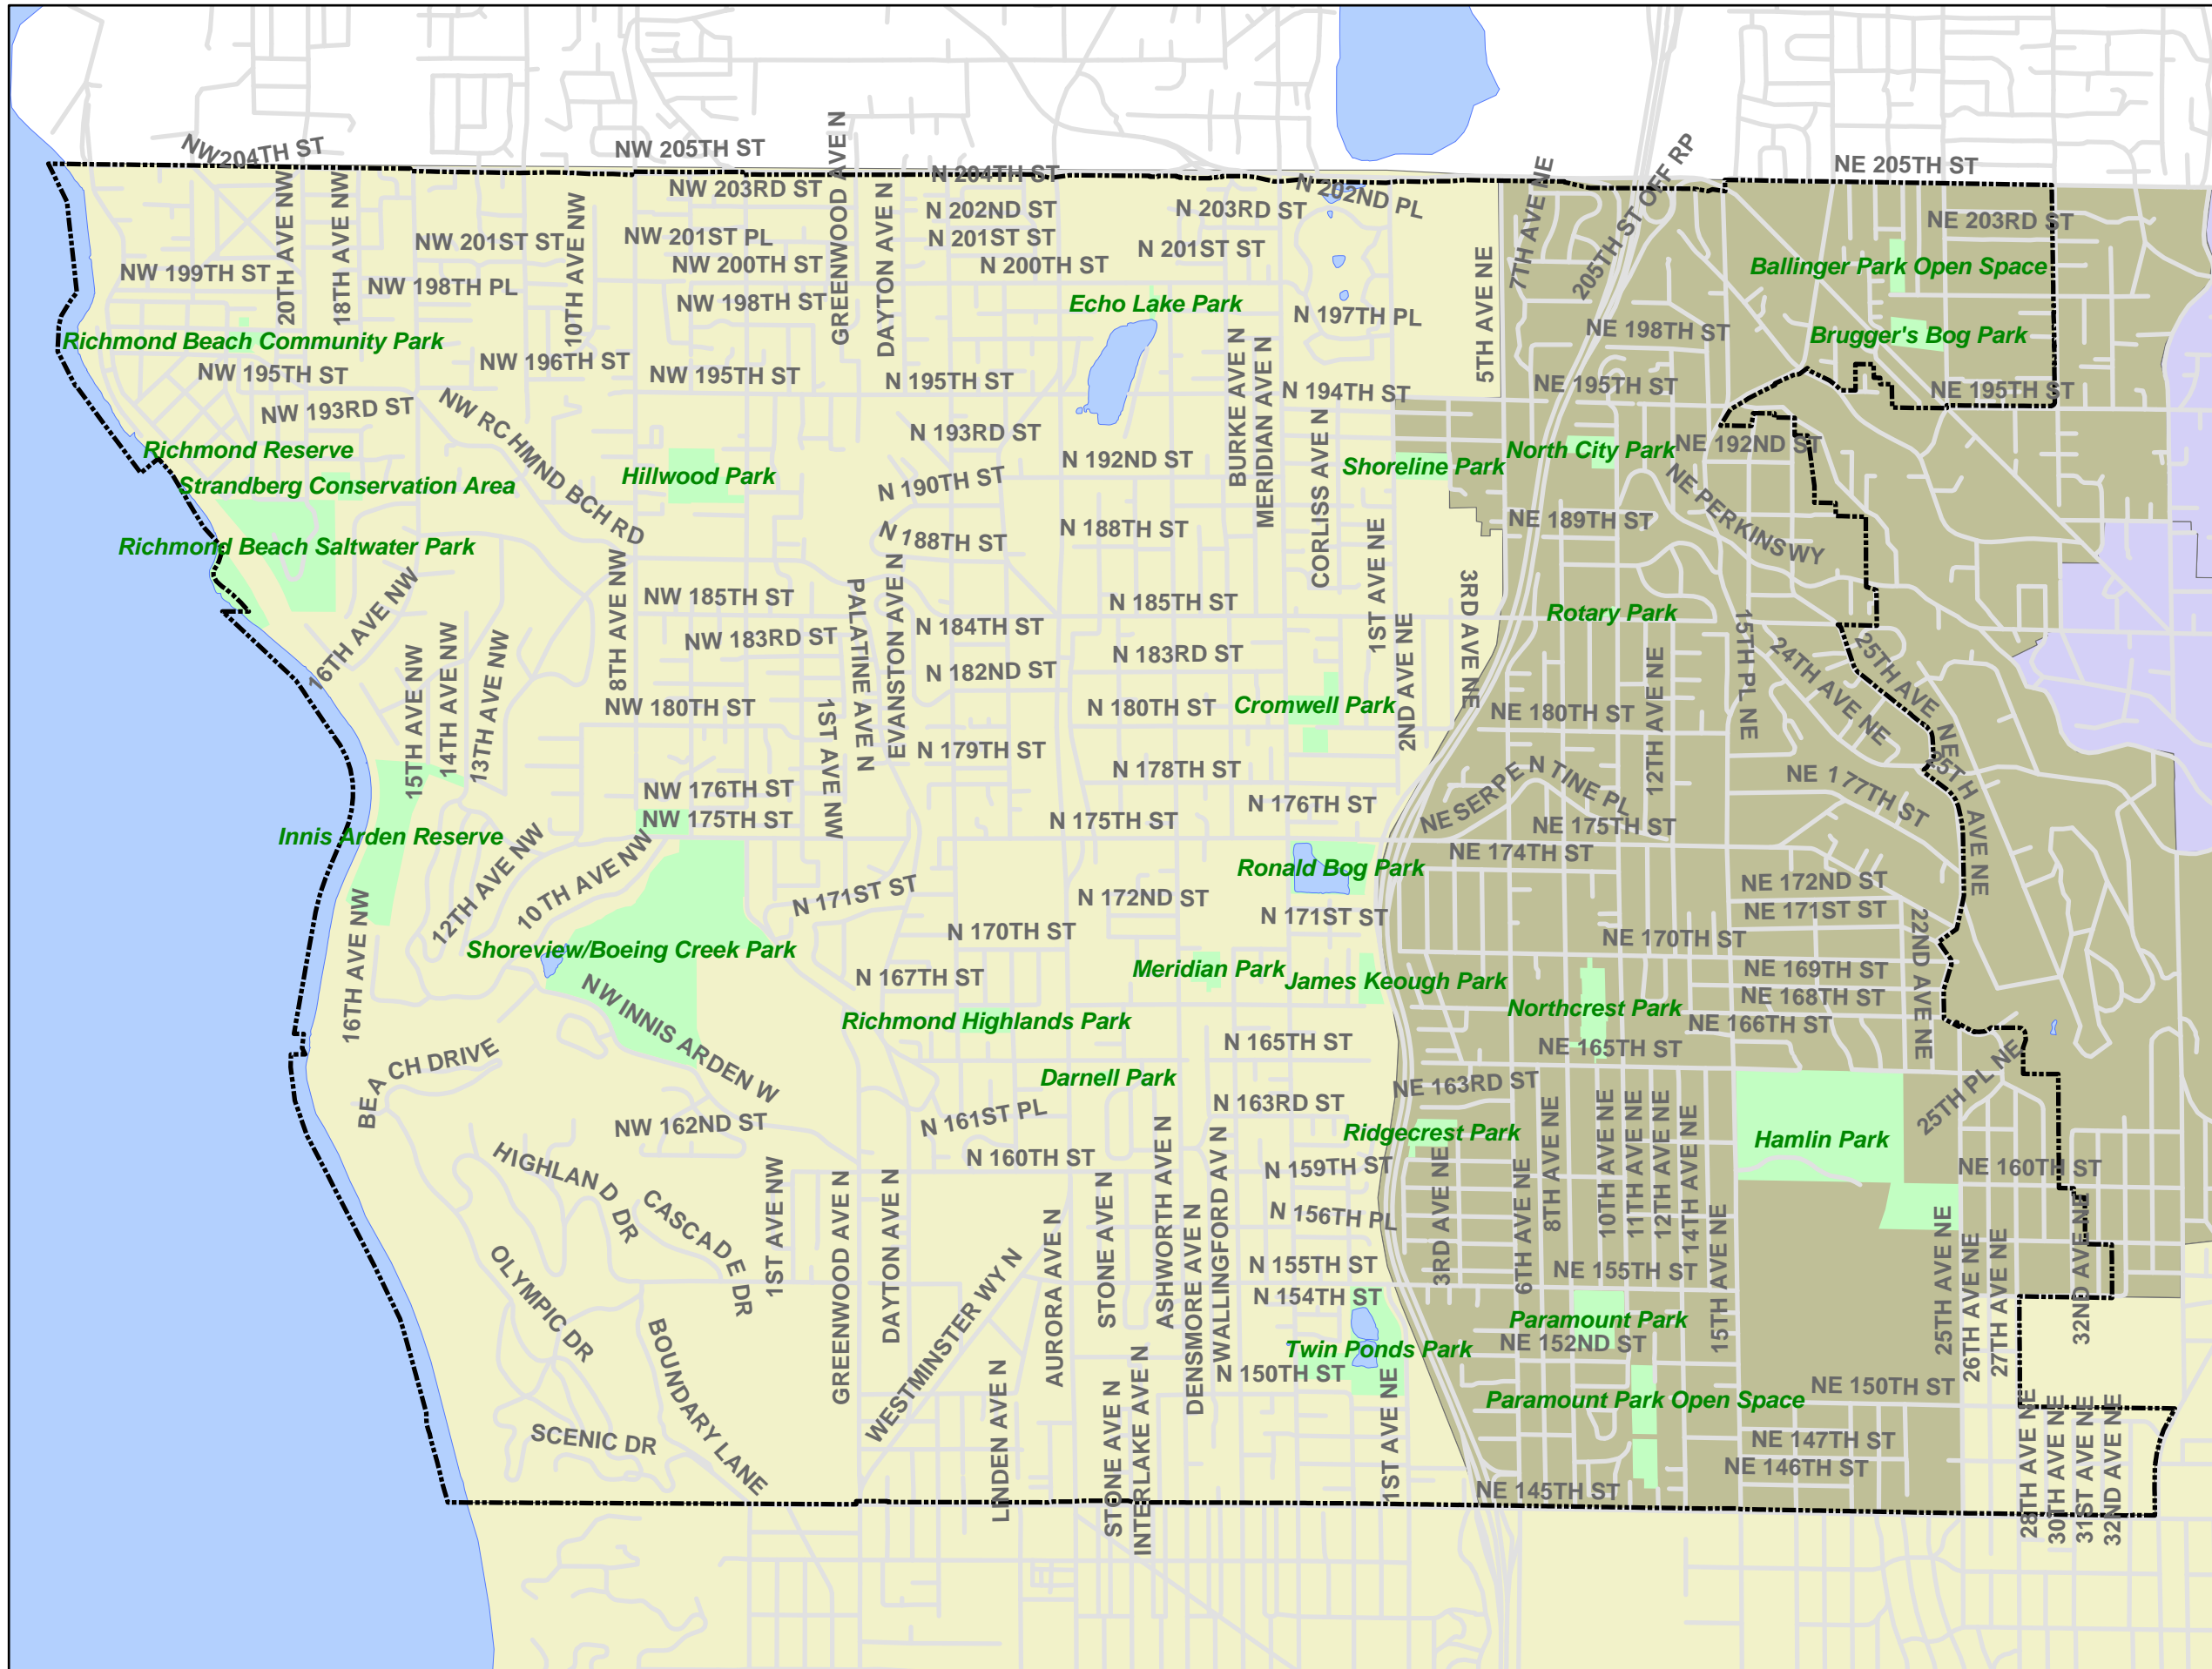 NW 204TH ST
NW 205TH ST
GREENWOOD AVE N
N 204TH ST
205TH ST OFF RP
NE 205TH ST
20TH AVE NW
18TH AVE NW
10TH AVE NW
NW 203RD ST
DAYTON AVE N
N 202ND ST
N 203RD ST
N 202ND PL
7TH AVE NE
NE 203RD ST
NW 201ST ST
NW 201ST PL
N 201ST ST
N 201ST ST
NW 199TH ST
NW 198TH PL
NW 200TH ST
N 200TH ST
Ballinger Park Open Space
NW 198TH ST
Echo Lake Park
N 197TH PL
5TH AVE NE
NE 198TH ST
Brugger's Bog Park
Richmond Beach Community Park
NW 196TH ST
NW 195TH ST
NW 195TH ST
N 195TH ST
BURKE AVE N
MERIDIAN AVE N
N 194TH ST
NE 195TH ST
NE 195TH ST
NW 193RD ST
NW RCHMND BCH RD
N 193RD ST
Richmond Reserve
N 192ND ST
CORLISS AVE N
Shoreline Park
North City Park
NE 192ND ST
Strandberg Conservation Area
Hillwood Park
N 190TH ST
NE PERKINS WY
NE 189TH ST
Richmond Beach Saltwater Park
N 188TH ST
N 188TH ST
1ST AVE NE
8TH AVE NW
NW 185TH ST
PALATINE AVE N
EVANSTON AVE N
N 185TH ST
3RD AVE NE
Rotary Park
16TH AVE NW
NW 183RD ST
N 184TH ST
15TH PL NE
24TH AVE NE
25TH AVE NE
15TH AVE NW
14TH AVE NW
13TH AVE NW
N 182ND ST
N 183RD ST
2ND AVE NE
12TH AVE NE
NW 180TH ST
1ST AVE NW
N 180TH ST
Cromwell Park
NE 180TH ST
N 179TH ST
N 178TH ST
NE SERPENTINE PL
NE 177TH ST
25TH AVE NE
NW 176TH ST
N 176TH ST
NW 175TH ST
N 175TH ST
NE 175TH ST
Innis Arden Reserve
12TH AVE NW
10TH AVE NW
NE 174TH ST
Ronald Bog Park
N 171ST ST
N 172ND ST
NE 172ND ST
N 171ST ST
NE 171ST ST
22ND AVE NE
16TH AVE NW
Shoreview/Boeing Creek Park
N 170TH ST
NE 170TH ST
N 167TH ST
Meridian Park
James Keough Park
NE 169TH ST
NE 168TH ST
NW INNIS ARDEN W
Richmond Highlands Park
Northcrest Park
NE 166TH ST
N 165TH ST
NE 165TH ST
BEACH DRIVE
Darnell Park
NE 163RD ST
25TH PL NE
N 161ST PL
N 163RD ST
NW 162ND ST
Ridgecrest Park
Hamlin Park
HIGHLAND DR
N 160TH ST
N 159TH ST
NE 160TH ST
CASCADE DR
1ST AVE NW
GREENWOOD AVE N
DAYTON AVE N
AURORA AVE N
STONE AVE N
ASHWORTH AVE N
DENSMORE AVE N
WALLINGFORD AV N
N 156TH PL
3RD AVE NE
6TH AVE NE
8TH AVE NE
10TH AVE NE
11TH AVE NE
12TH AVE NE
14TH AVE NE
15TH AVE NE
25TH AVE NE
26TH AVE NE
27TH AVE NE
32ND AVE NE
OLYMPIC DR
WESTMINSTER WY N
N 155TH ST
NE 155TH ST
N 154TH ST
BOUNDARY LANE
Twin Ponds Park
Paramount Park
NE 152ND ST
N 150TH ST
NE 150TH ST
Paramount Park Open Space
SCENIC DR
LINDEN AVE N
STONE AVE N
INTERLAKE AVE N
1ST AVE NE
NE 147TH ST
NE 146TH ST
NE 145TH ST
28TH AVE NE
30TH AVE NE
31ST AVE NE
32ND AVE NE